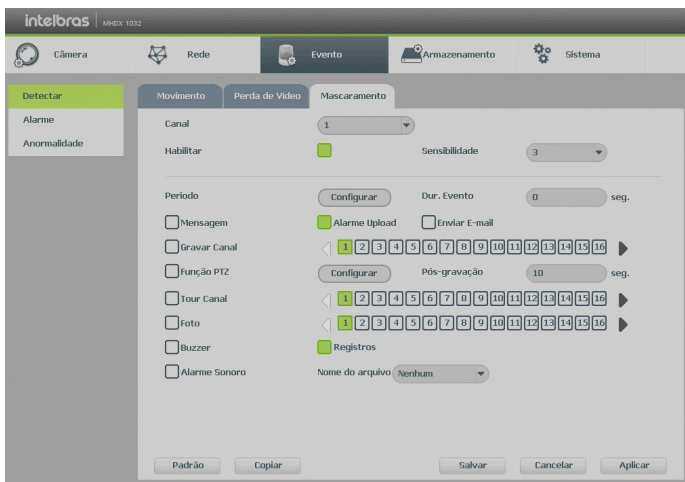 intelbras MHDX 1032
Câmera Rede Evento Armazenamento Sistema
Detectar
Alarme
Anormalidade
Movimento Perda de Video Mascaramento
Canal 1
Habilitar Sensibilidade 3
Periodo Configurar Dur. Evento 0 seg.
Mensagem Alarme Upload Enviar E-mail
Gravar Canal 1 2 3 4 5 6 7 8 9 10 11 12 13 14 15 16
Função PTZ Configurar Pós-gravação 10 seg.
Tour Canal 1 2 3 4 5 6 7 8 9 10 11 12 13 14 15 16
Foto 1 2 3 4 5 6 7 8 9 10 11 12 13 14 15 16
Buzzer Registros
Alarme Sonoro Nome do arquivo Nenhum
Padrão Copiar Salvar Cancelar Aplicar